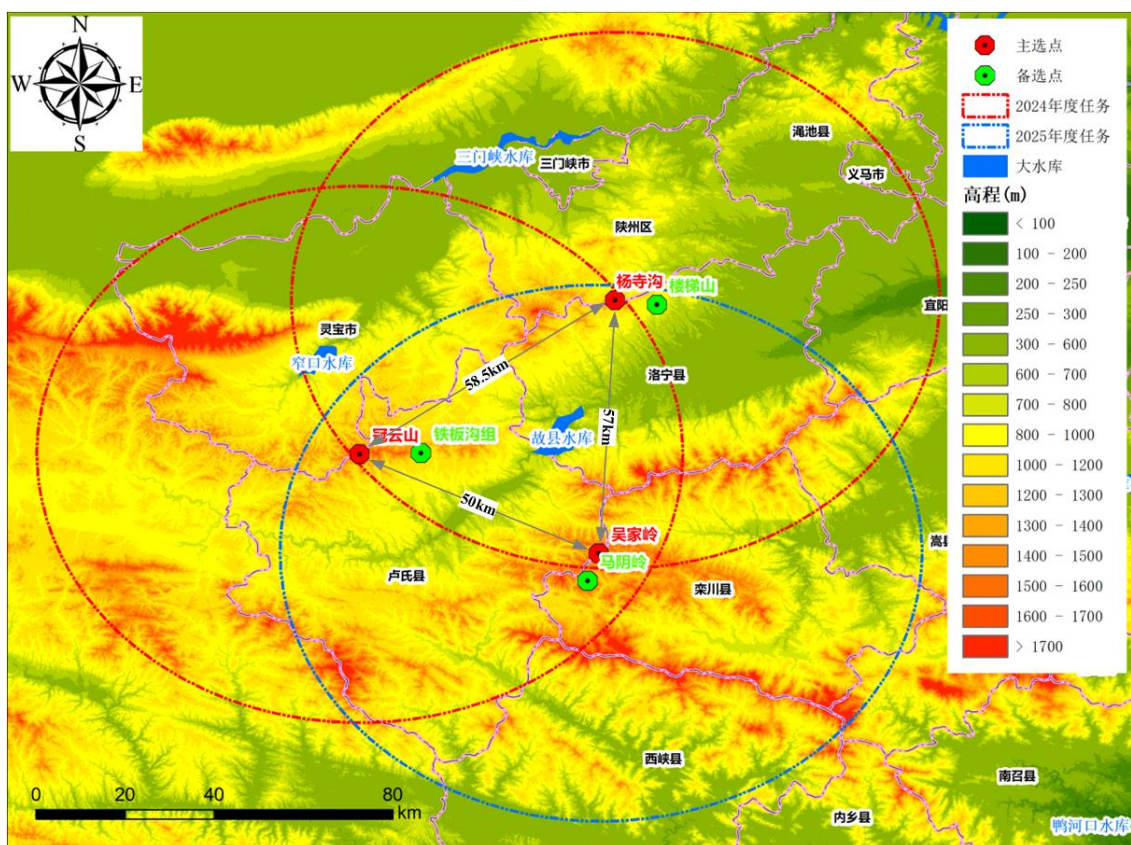 N
W
E
S
三门峡水库
三门峡市
渑池县
义马市
陕州区
杨寺沟
楼梯山
宜阳
灵宝市
窄口水库
58.5km
洛宁县
57km
冠云山
铁板沟组
故县水库
50km
吴家岭
马阴岭
嵩县
卢氏县
栾川县
西峡县
南召县
内乡县
鸭河口水库
0 20 40 80
km
主选点
备选点
2024年度任务
2025年度任务
大水库
高程(m)
< 100
100 - 200
200 - 250
250 - 300
300 - 600
600 - 700
700 - 800
800 - 1000
1000 - 1200
1200 - 1300
1300 - 1400
1400 - 1500
1500 - 1600
1600 - 1700
> 1700